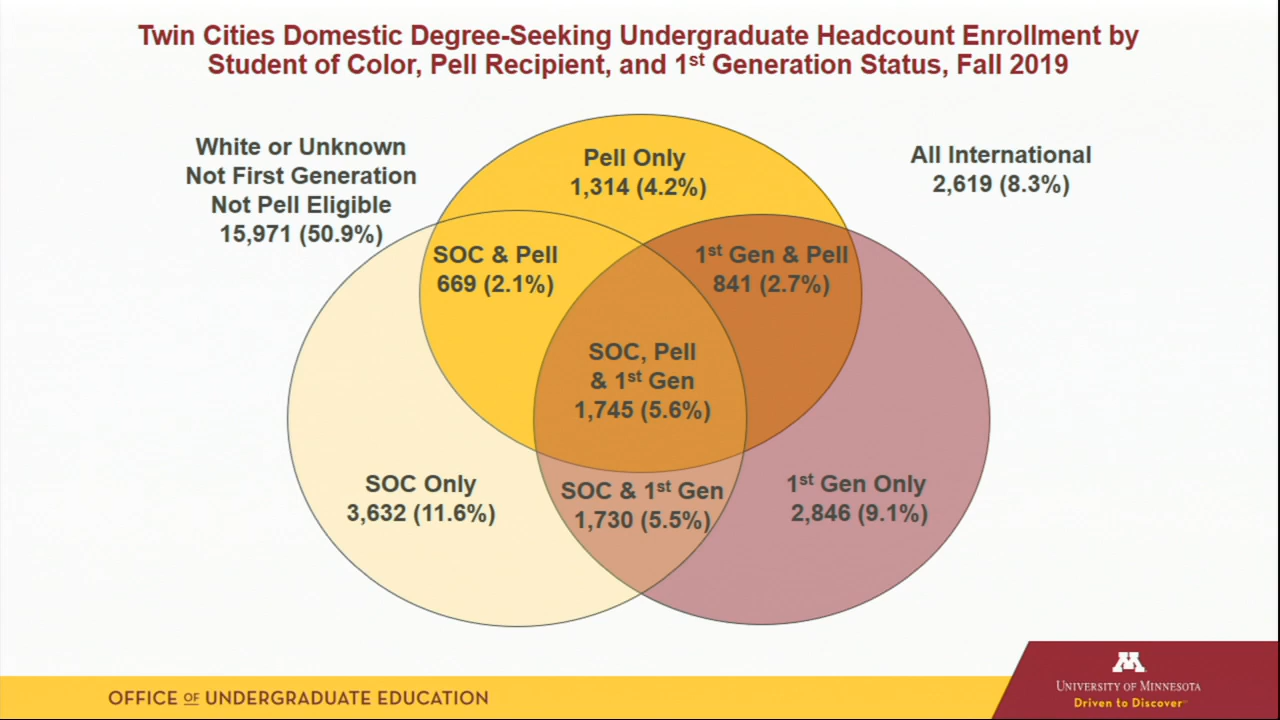 Twin Cities Domestic Degree-Seeking Undergraduate Headcount Enrollment by
Student of Color, Pell Recipient, and 1st Generation Status, Fall 2019
White or Unknown
Not First Generation
Not Pell Eligible
15,971 (50.9%)
Pell Only
1,314 (4.2%)
All International
2,619 (8.3%)
SOC & Pell
669 (2.1%)
1st Gen & Pell
841 (2.7%)
SOC, Pell
& 1st Gen
1,745 (5.6%)
SOC Only
3,632 (11.6%)
SOC & 1st Gen
1,730 (5.5%)
1st Gen Only
2,846 (9.1%)
OFFICE OF UNDERGRADUATE EDUCATION
M
UNIVERSITY OF MINNESOTA
Driven to Discover